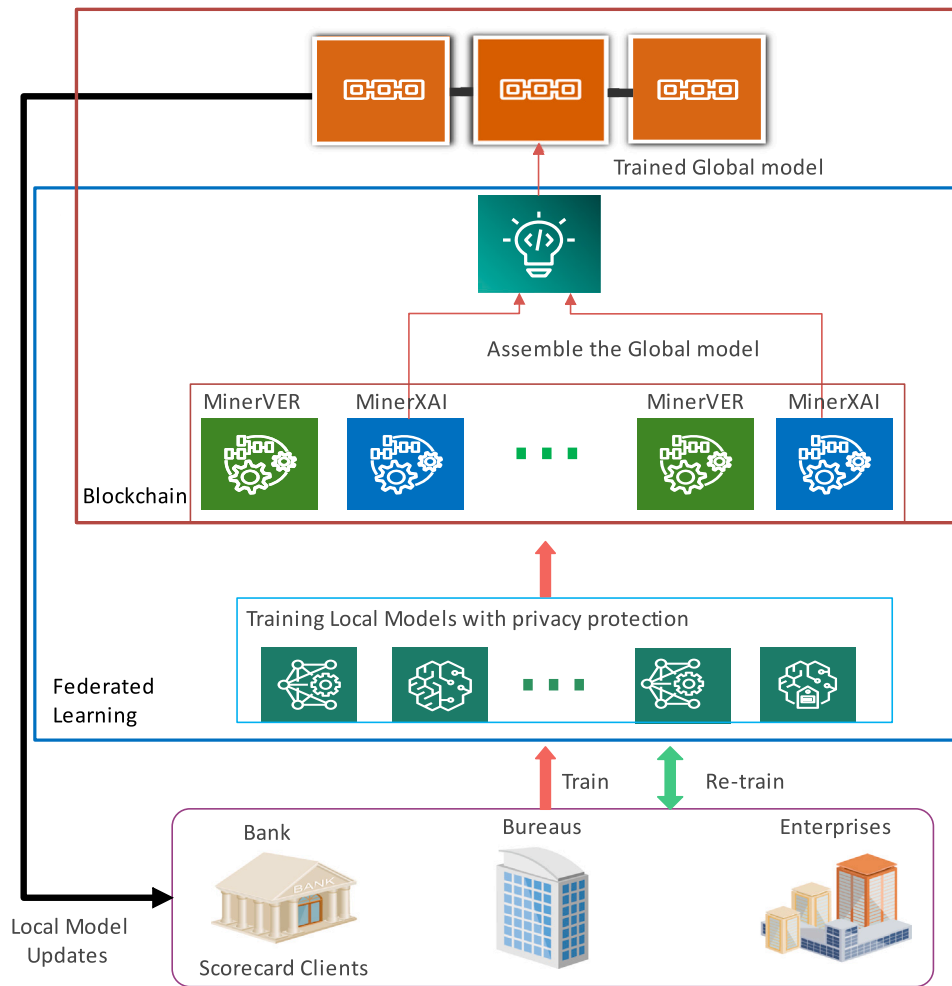 Trained Global model
Assemble the Global model
MinerVER
MinerXAI
MinerVER
MinerXAI
Blockchain
Training Local Models with privacy protection
Federated
Learning
Train
Re-train
Bank
Bureaus
Enterprises
BANK
Local Model
Updates
Scorecard Clients